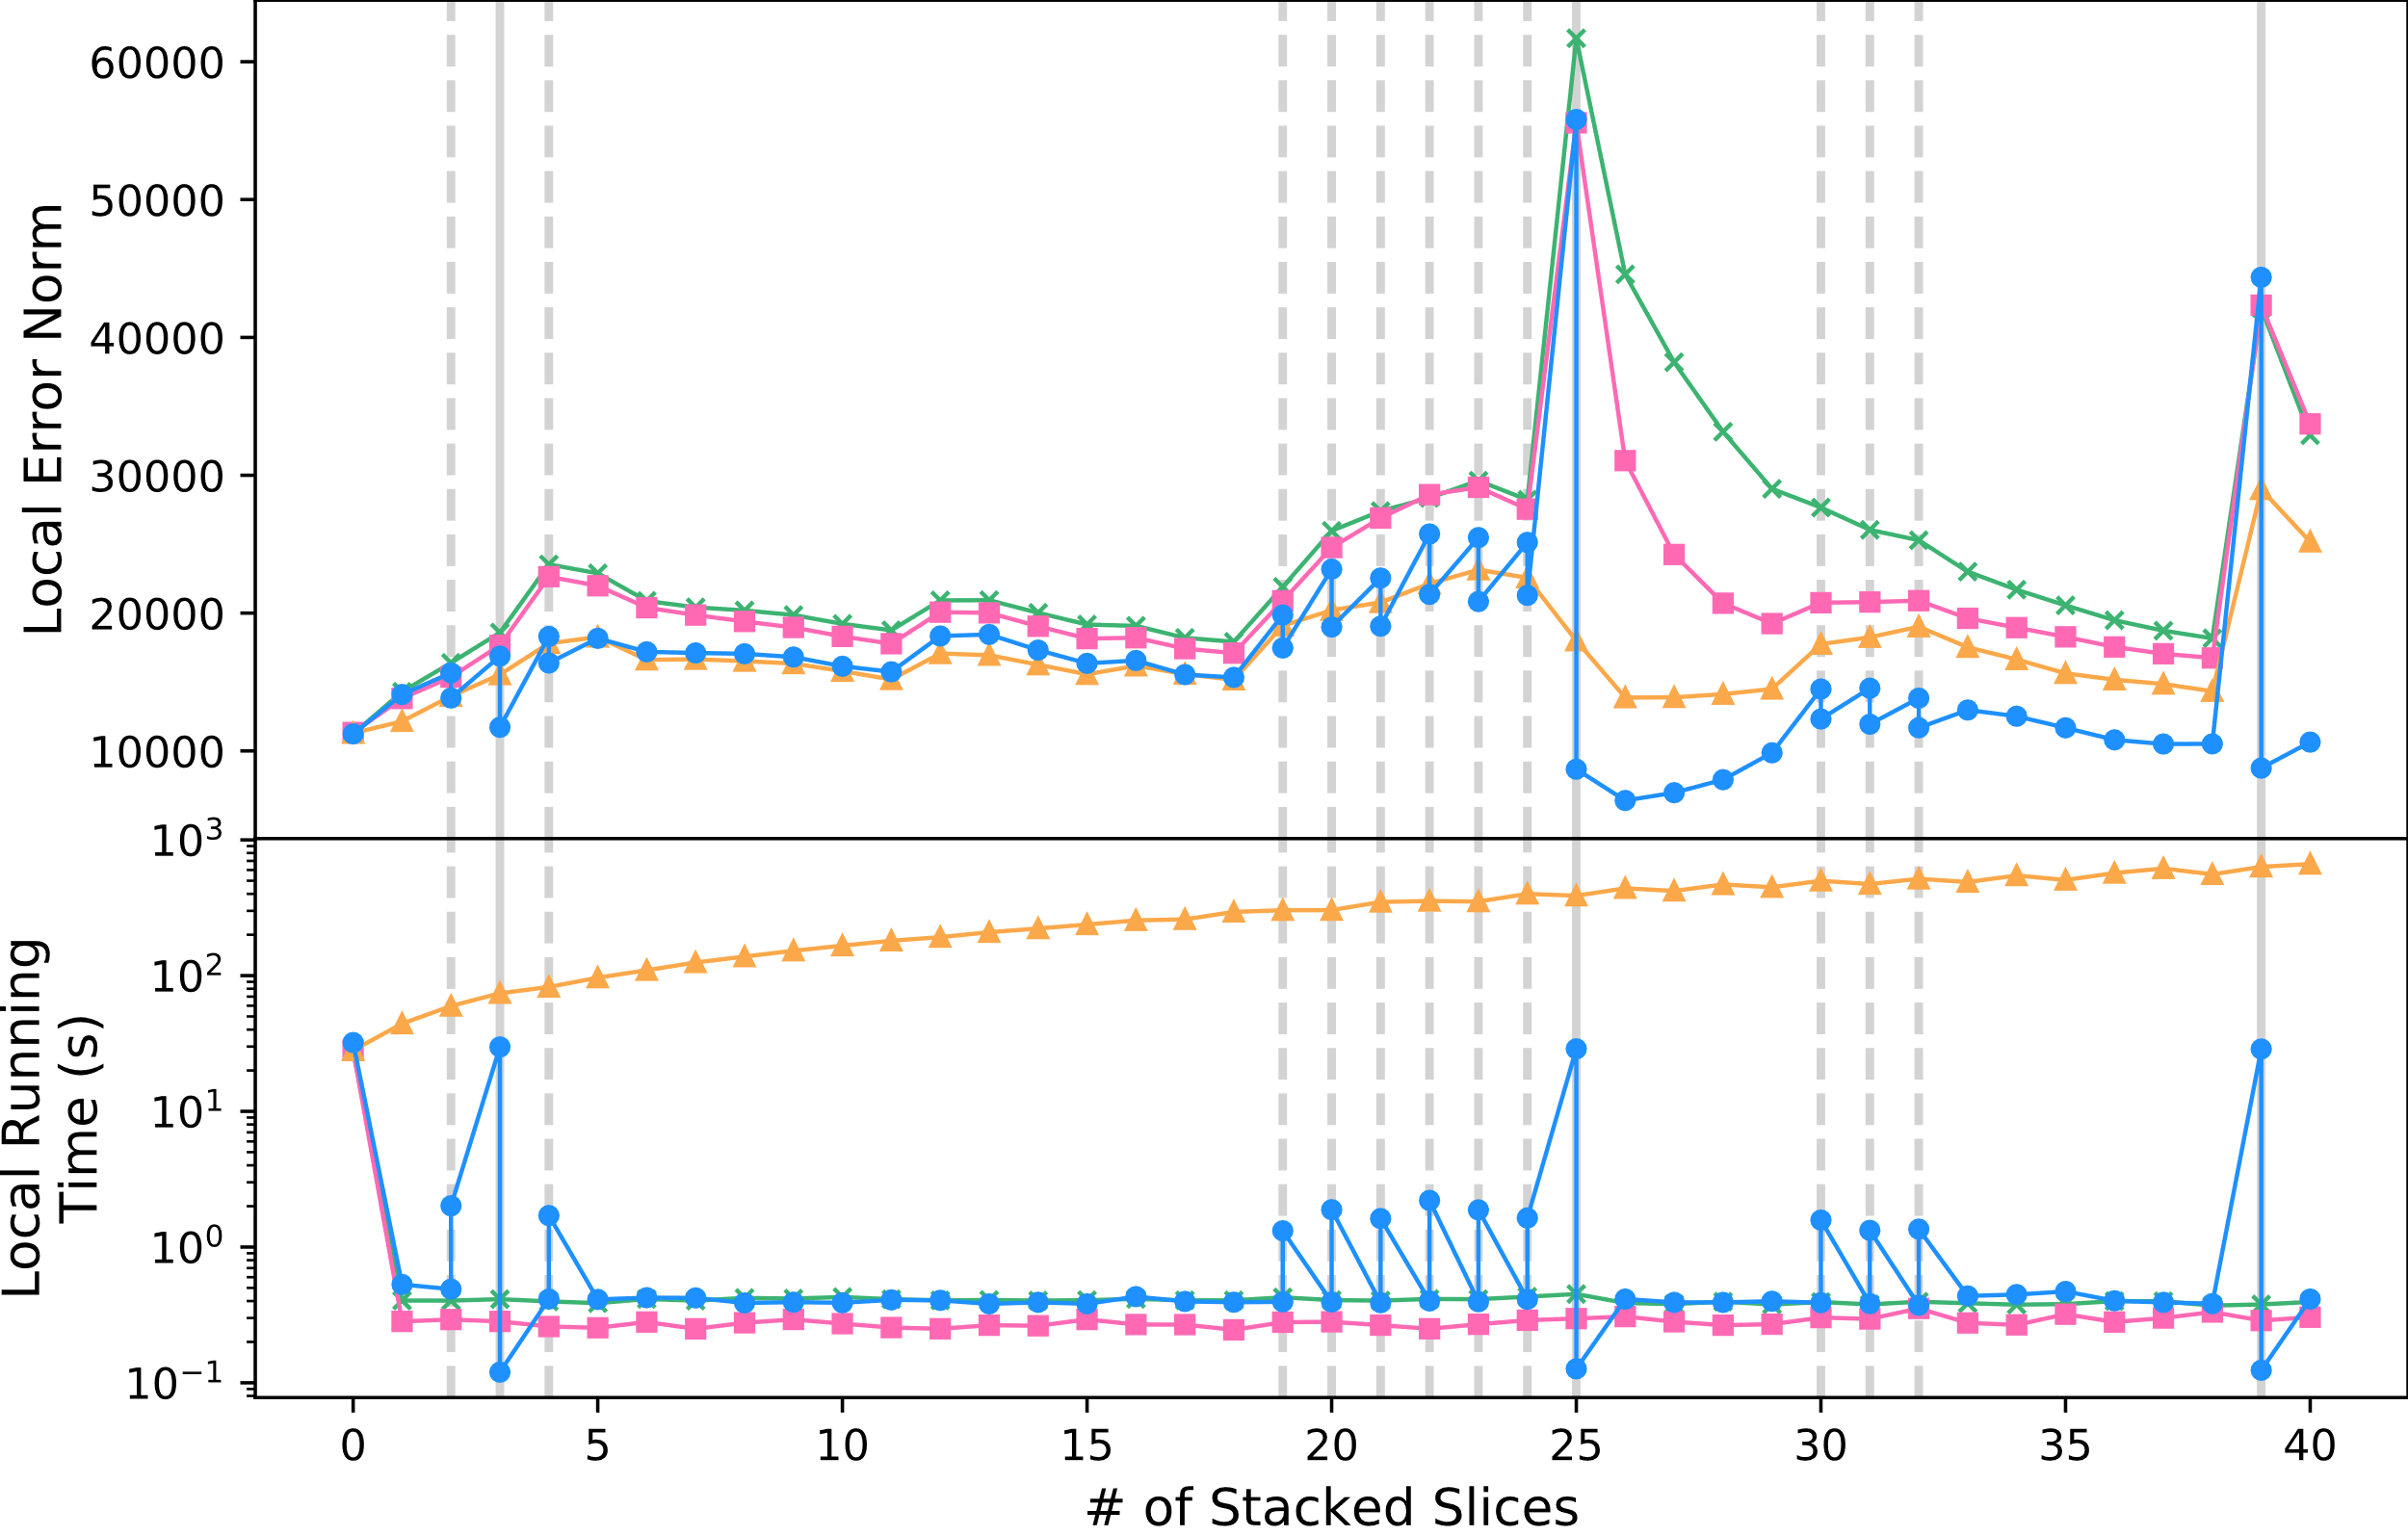 60000
50000
40000
30000
20000
10000
Local Error Norm
10³
10²
10¹
10⁰
10⁻¹
Local Running
Time (s)
0 5 10 15 20 25 30 35 40
# of Stacked Slices